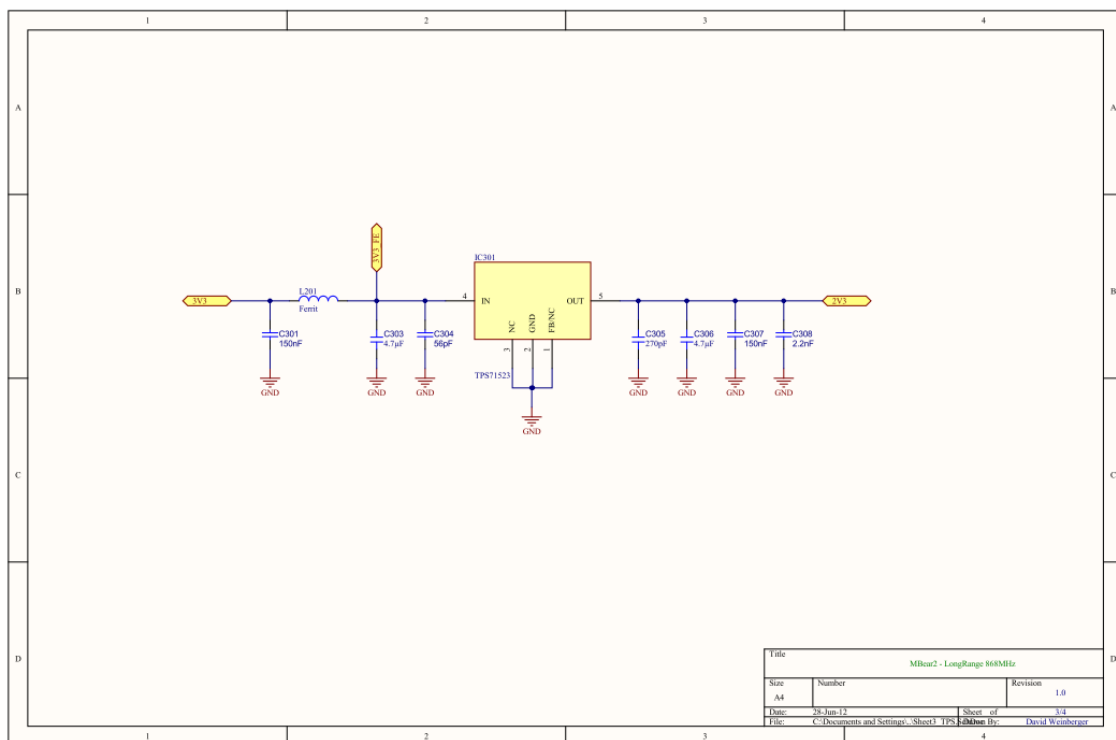 1 2 3 4
A A
3V3_FE
IC301
B B
3V3
L201
Ferrit
4 IN OUT 5
2V3
C301
150nF
C303
4.7µF
C304
56pF
NC GND FB/NC
3 2 1
C305
270pF
C306
4.7µF
C307
150nF
C308
2.2nF
TPS71523
GND GND GND GND GND GND GND
GND
C C
D D
Title
MBear2 - LongRange 868MHz
Size Number Revision
A4 1.0
Date: 28-Jun-12 Sheet of 3/4
File: C:\Documents and Settings\..\Sheet3_TPS By: David Weinberger
1 2 3 4